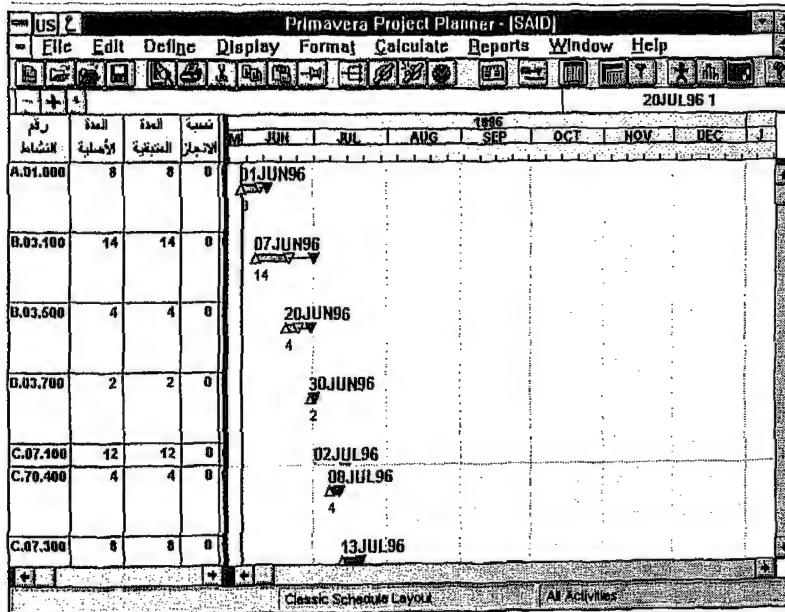 US
Primavera Project Planner - [SAID]
File Edit Define Display Format Calculate Reports Window Help
20JUL96 1
رقم النشاط
المدة الأصلية
المدة المتبقية
نسبة الانجاز
1996
M JUN JUL AUG SEP OCT NOV DEC J
A.01.000 8 8 0 01JUN96
8
B.03.100 14 14 0 07JUN96
14
B.03.500 4 4 0 20JUN96
4
B.03.700 2 2 0 30JUN96
2
C.07.100 12 12 0 02JUL96
C.70.400 4 4 0 08JUL96
4
C.07.300 8 8 0 13JUL96
Classic Schedule Layout All Activities